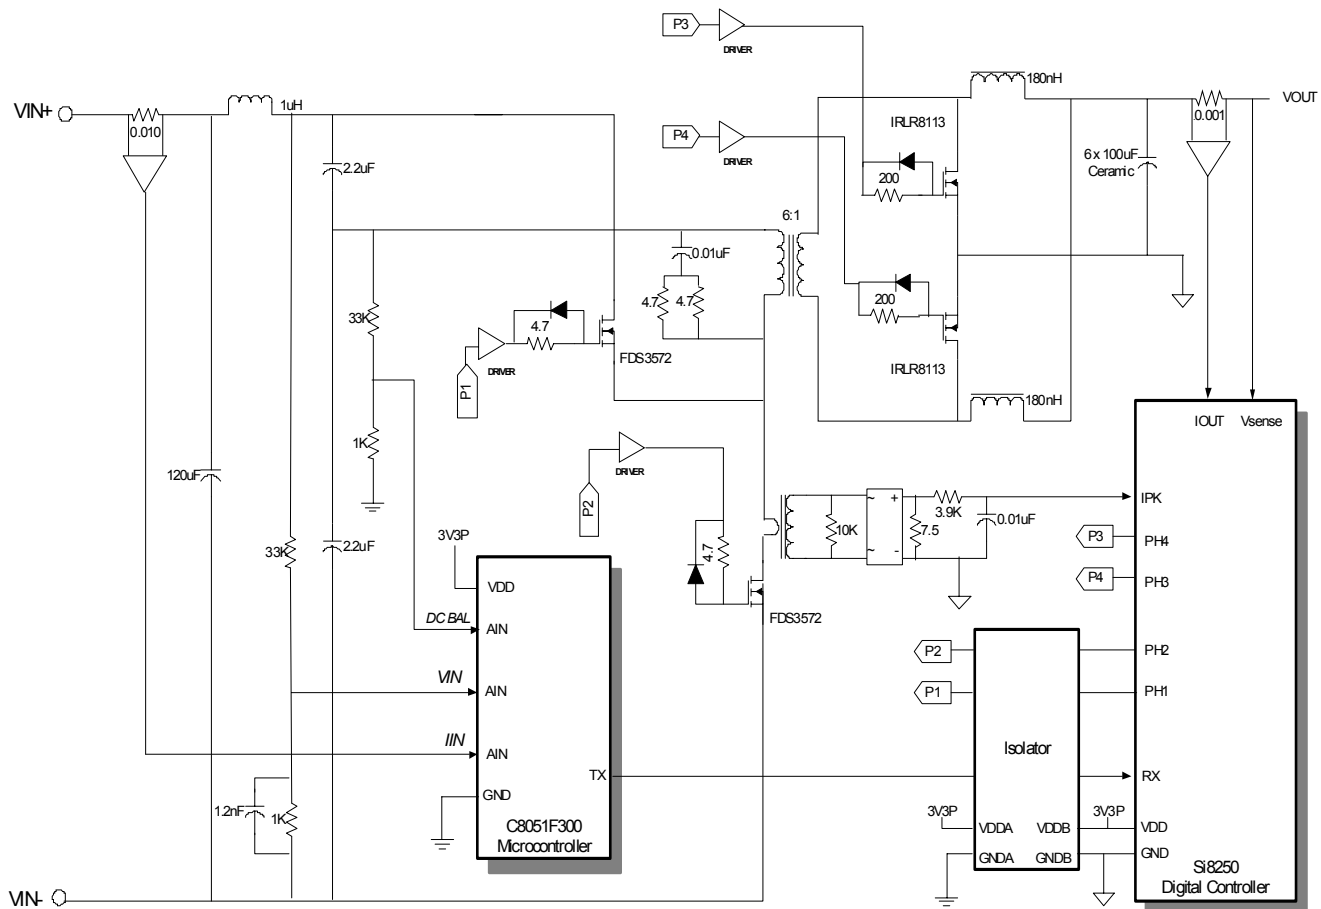 P3
DRIVER
180nH
VIN+
1uH
0.010
VOUT
0.001
IRLR8113
P4
DRIVER
2.2uF
200
6 x 100uF
Ceramic
6:1
0.01uF
4.7
4.7
200
33K
4.7
FDS3572
DRIVER
P1
IRLR8113
180nH
IOUT
Vsense
1K
120uF
DRIVER
P2
IPK
3.9K
0.01uF
10K
+
~
~
-
7.5
P3
PH4
P4
PH3
33K
2.2uF
3V3P
4.7
VDD
FDS3572
DC BAL
AIN
P2
PH2
VIN
AIN
P1
PH1
IIN
AIN
Isolator
TX
RX
GND
1.2nF
1K
C8051F300
Microcontroller
3V3P
3V3P
VDDA
VDDB
VDD
GNDA
GNDB
GND
Si8250
Digital Controller
VIN-